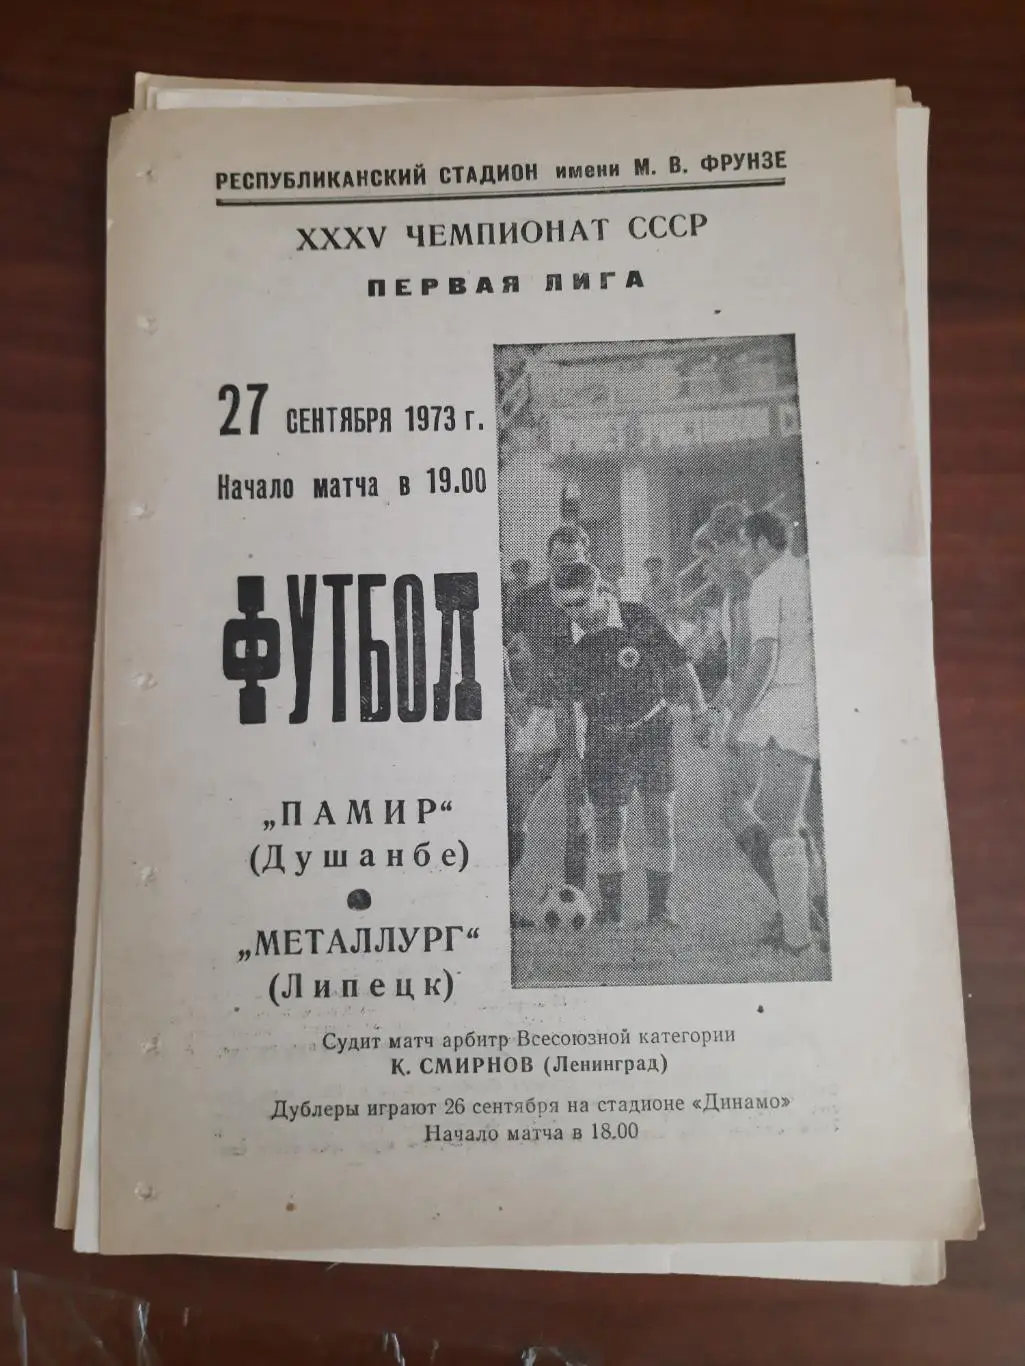 РЕСПУБЛИКАНСКИЙ СТАДИОН имени М. В. ФРУНЗЕ
XXXV ЧЕМПИОНАТ СССР
ПЕРВАЯ ЛИГА
27 СЕНТЯБРЯ 1973 г.
Начало матча в 19.00
ФУТБОЛ
„ПАМИР“
(Душанбе)
„МЕТАЛЛУРГ“
(Липецк)
Судит матч арбитр Всесоюзной категории
К. СМИРНОВ (Ленинград)
Дублеры играют 26 сентября на стадионе «Динамо»
Начало матча в 18.00